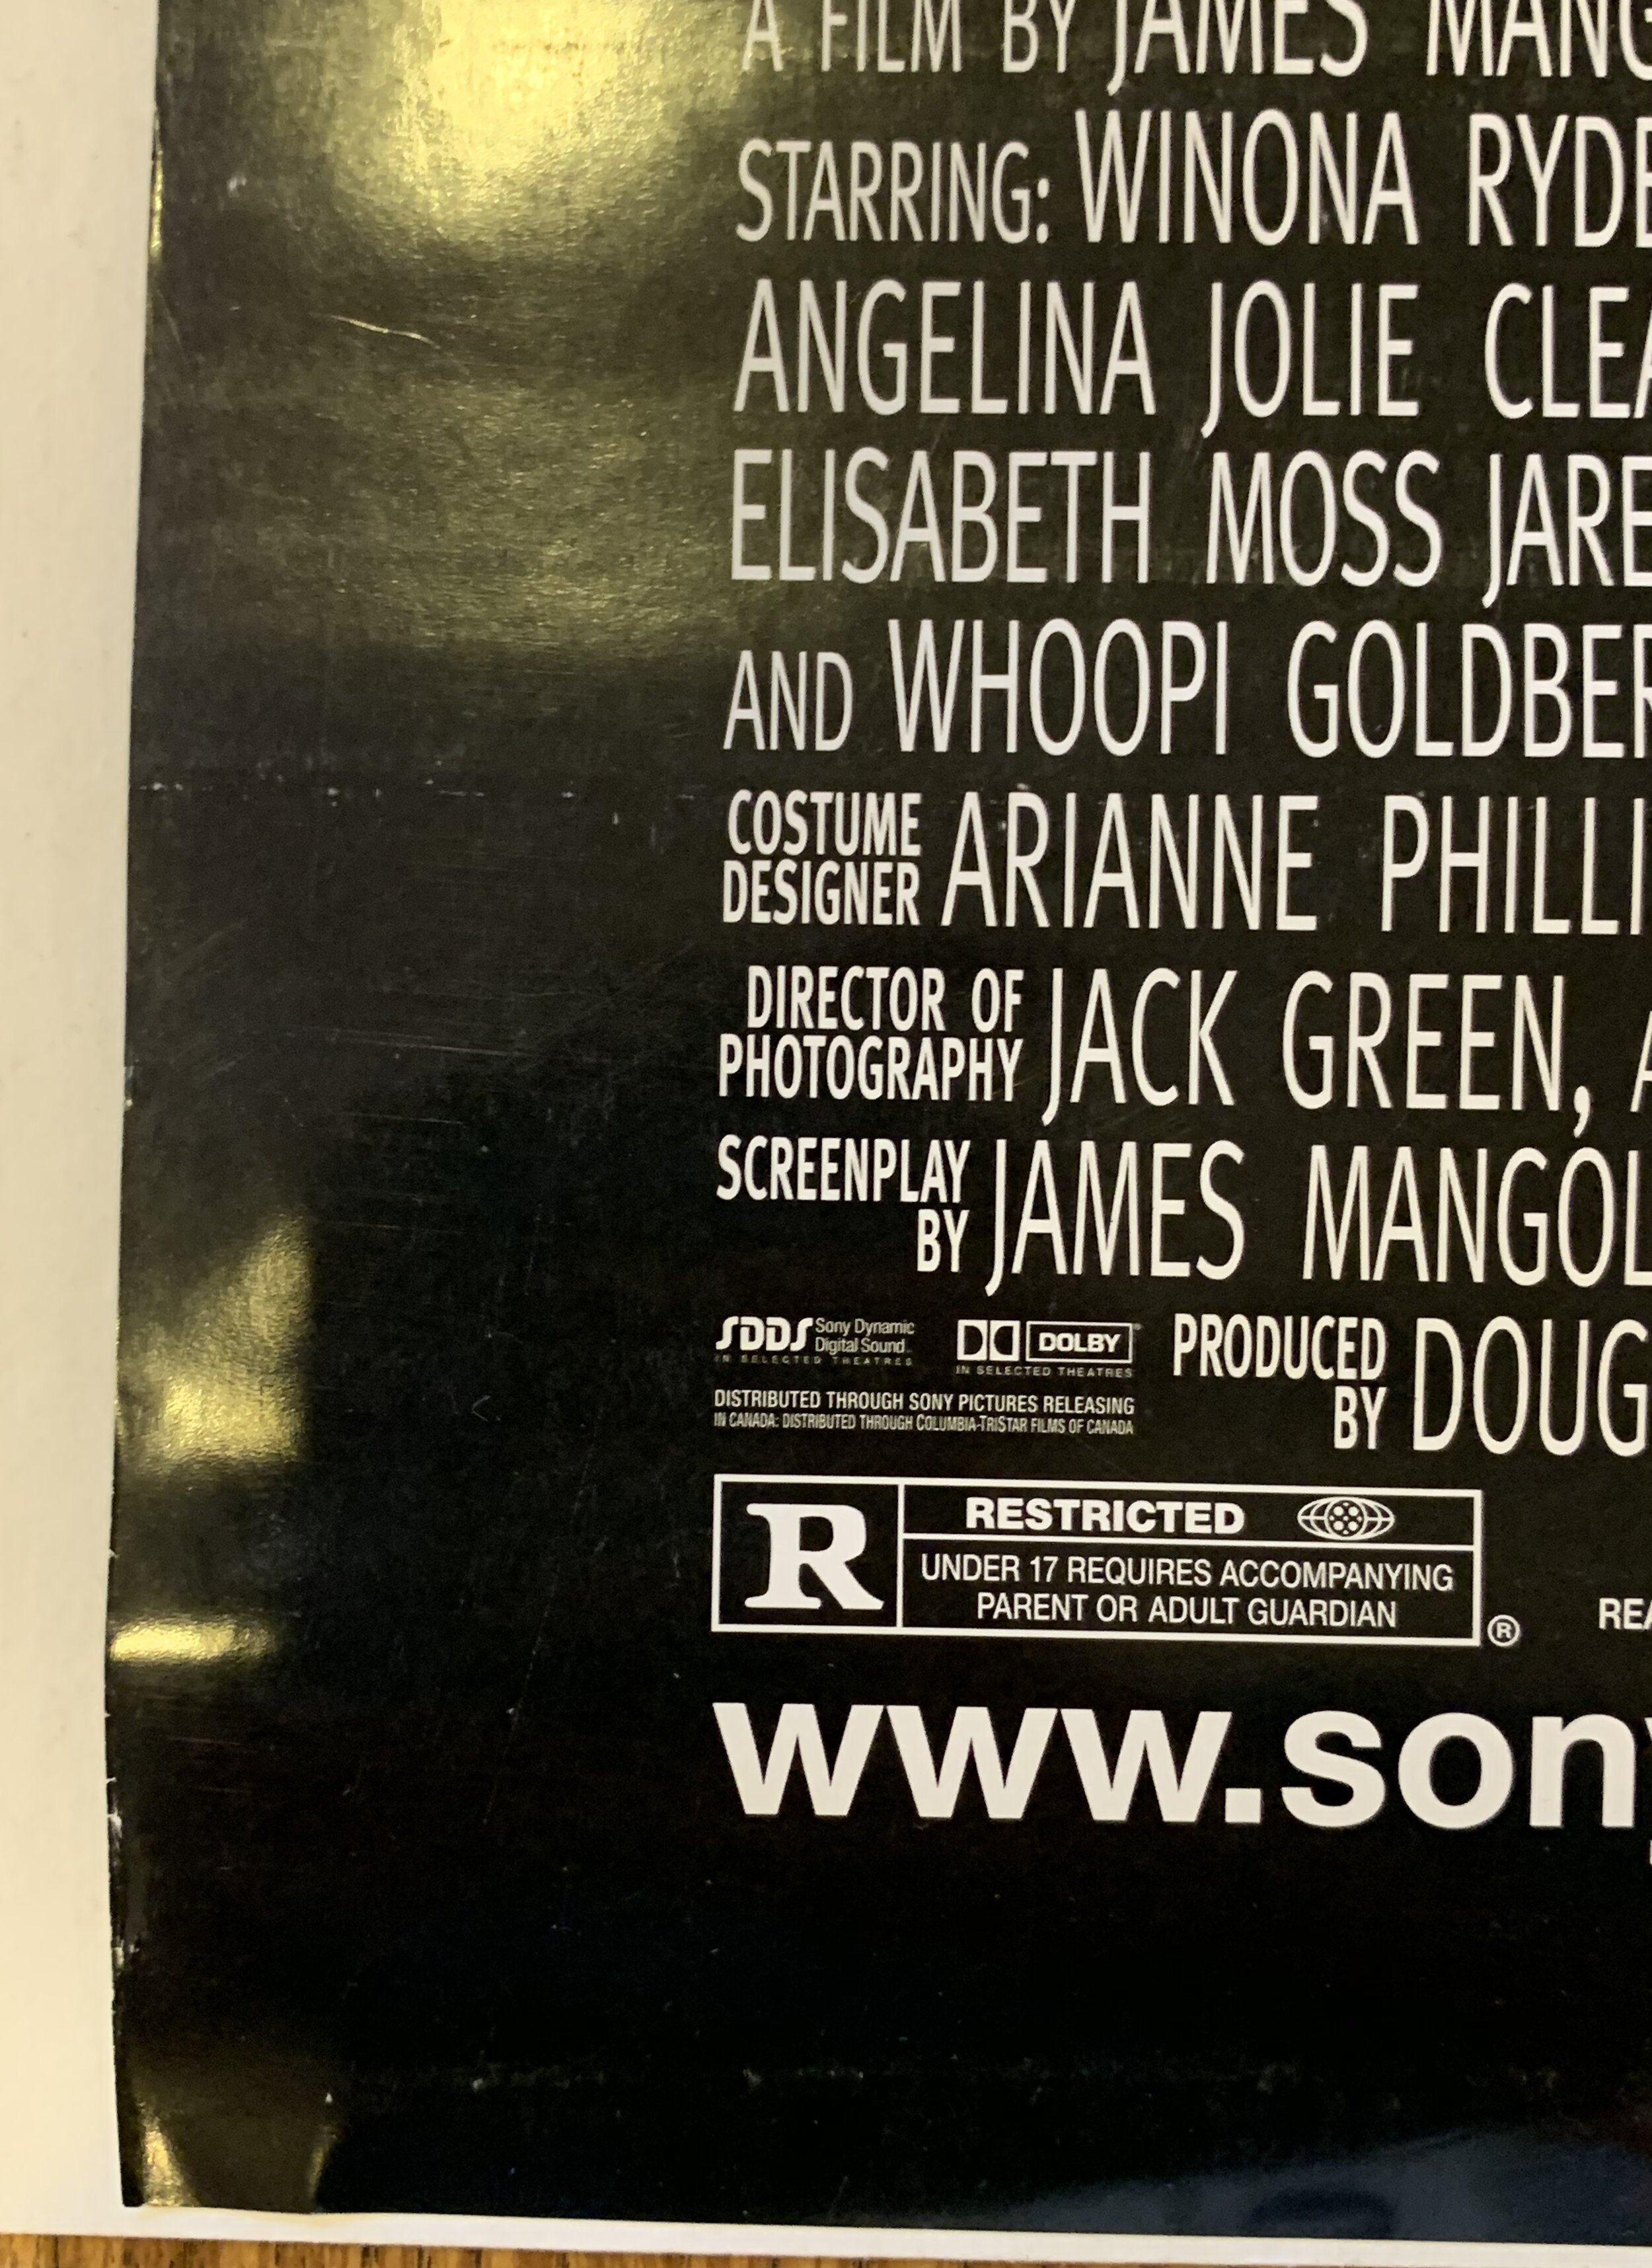 A FILM BY JAMES MANG
STARRING: WINONA RYDE
ANGELINA JOLIE CLEA
ELISABETH MOSS JARE
AND WHOOPI GOLDBER
COSTUME
DESIGNER ARIANNE PHILLI
DIRECTOR OF
PHOTOGRAPHY JACK GREEN, A
SCREENPLAY
BY JAMES MANGOL
SDDS Sony Dynamic
Digital Sound
IN SELECTED THEATRES
DOLBY
IN SELECTED THEATRES
PRODUCED
BY DOUG
DISTRIBUTED THROUGH SONY PICTURES RELEASING
IN CANADA: DISTRIBUTED THROUGH COLUMBIA-TRISTAR FILMS OF CANADA
R RESTRICTED
UNDER 17 REQUIRES ACCOMPANYING
PARENT OR ADULT GUARDIAN ®
REA
www.sony